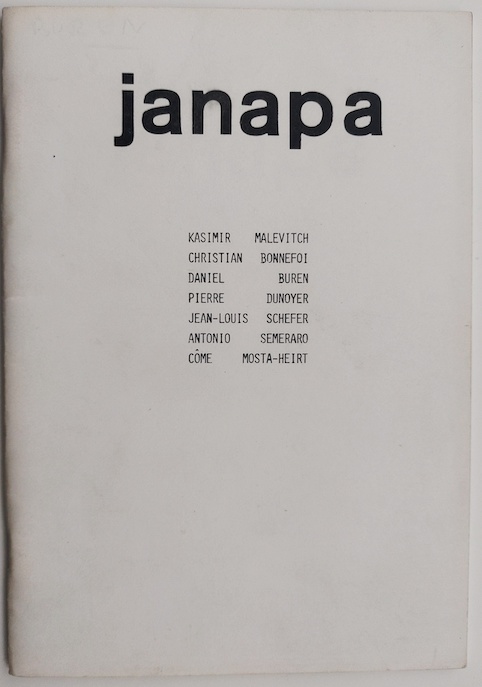 janapa
KASIMIR MALEVITCH
CHRISTIAN BONNEFOI
DANIEL BUREN
PIERRE DUNOYER
JEAN-LOUIS SCHEFER
ANTONIO SEMERARO
CÔME MOSTA-HEIRT